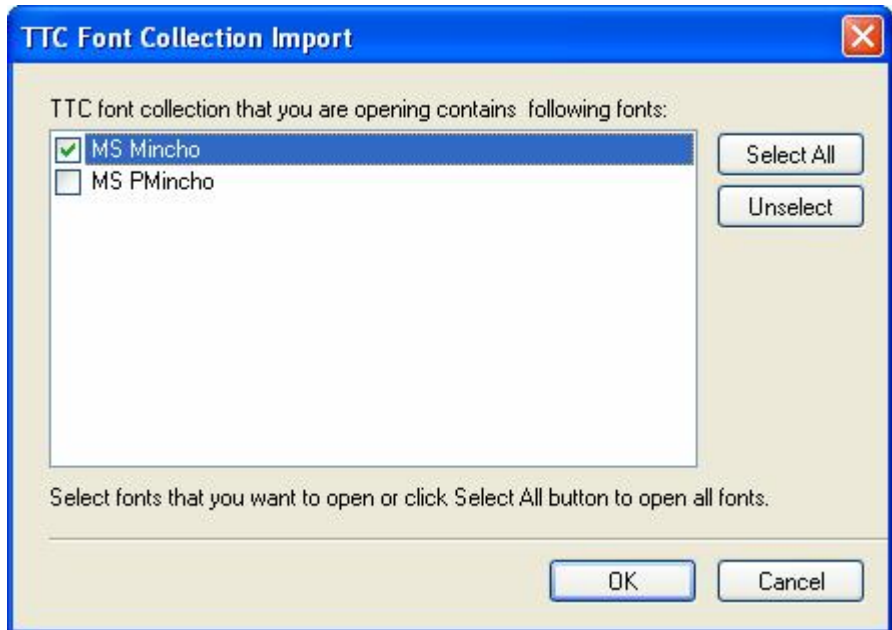 TTC Font Collection Import
TTC font collection that you are opening contains following fonts:
MS Mincho
MS PMincho
Select All
Unselect
Select fonts that you want to open or click Select All button to open all fonts.
OK
Cancel